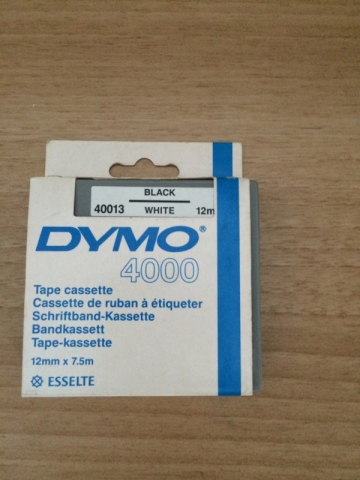 BLACK
40013 WHITE 12m
DYMO®
4000
Tape cassette
Cassette de ruban à étiqueter
Schriftband-Kassette
Bandkassett
Tape-kassette
12mm x 7.5m
ESSELTE